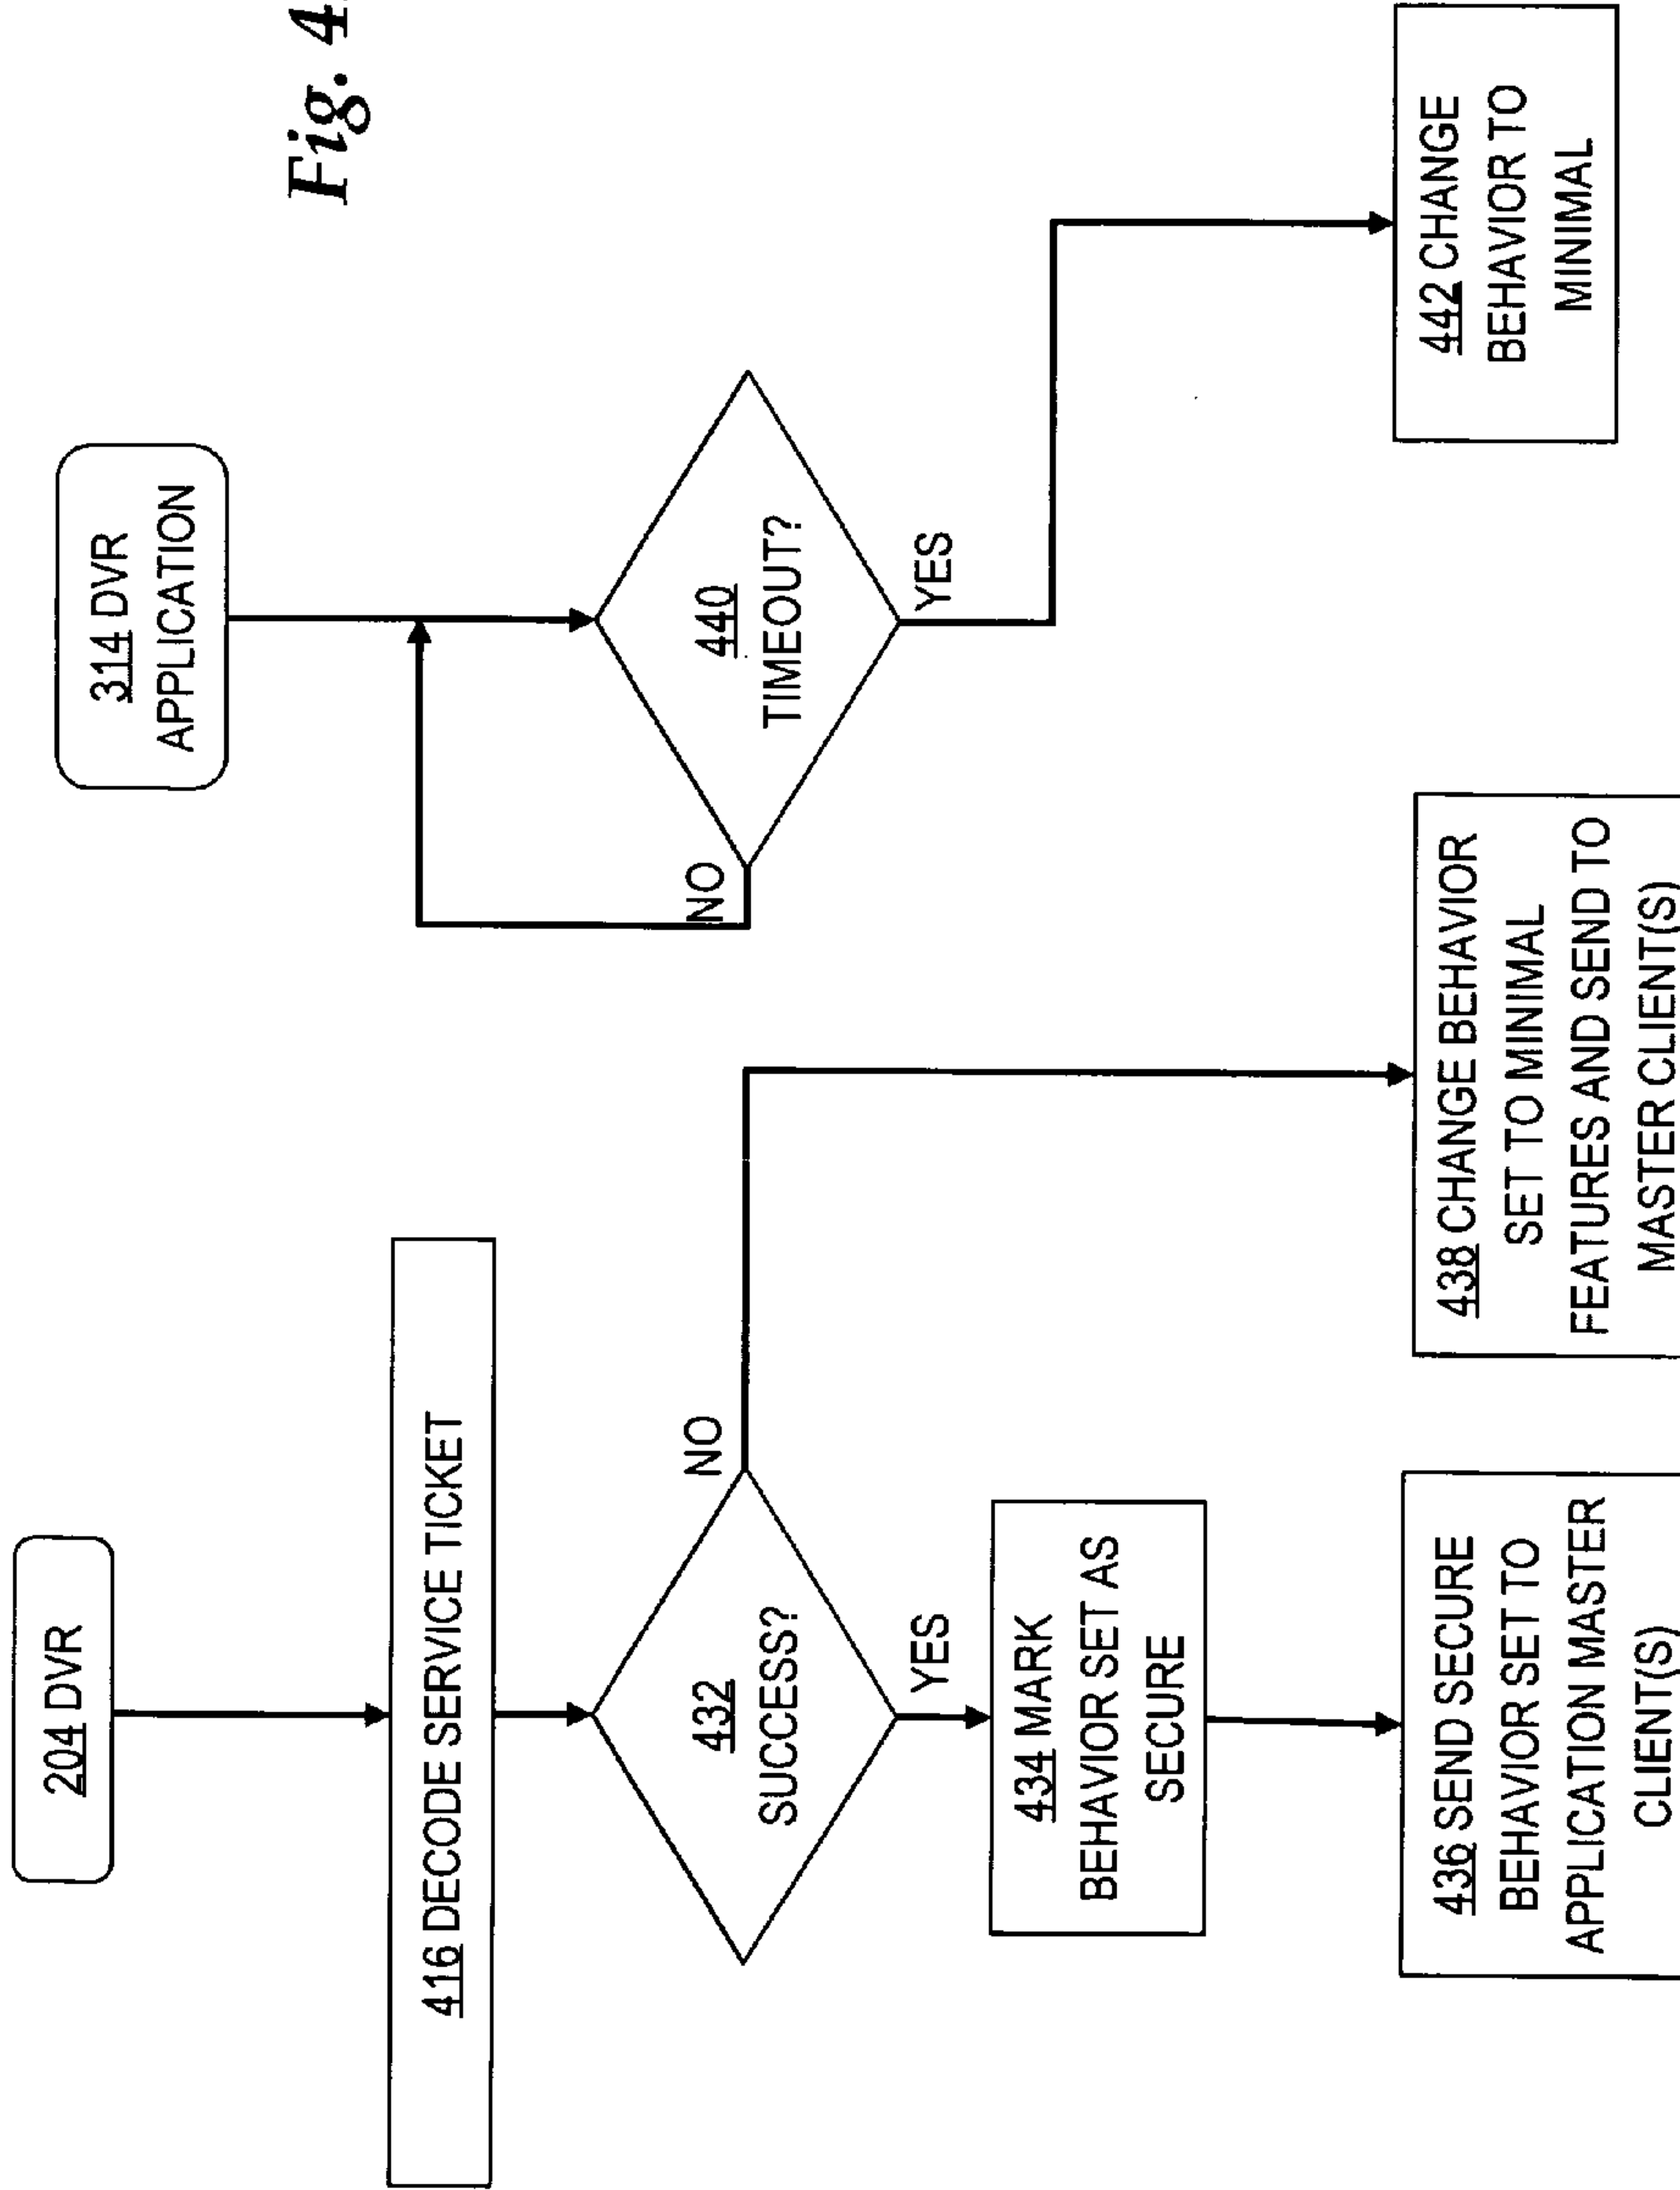 204 DVR
416 DECODE SERVICE TICKET
432
SUCCESS?
NO
YES
434 MARK
BEHAVIOR SET AS
SECURE
436 SEND SECURE
BEHAVIOR SET TO
APPLICATION MASTER
CLIENT(S)
438 CHANGE BEHAVIOR
SET TO MINIMAL
FEATURES AND SEND TO
MASTER CLIENT(S)
314 DVR
APPLICATION
440
TIMEOUT?
NO
YES
442 CHANGE
BEHAVIOR TO
MINIMAL
Fig. 4